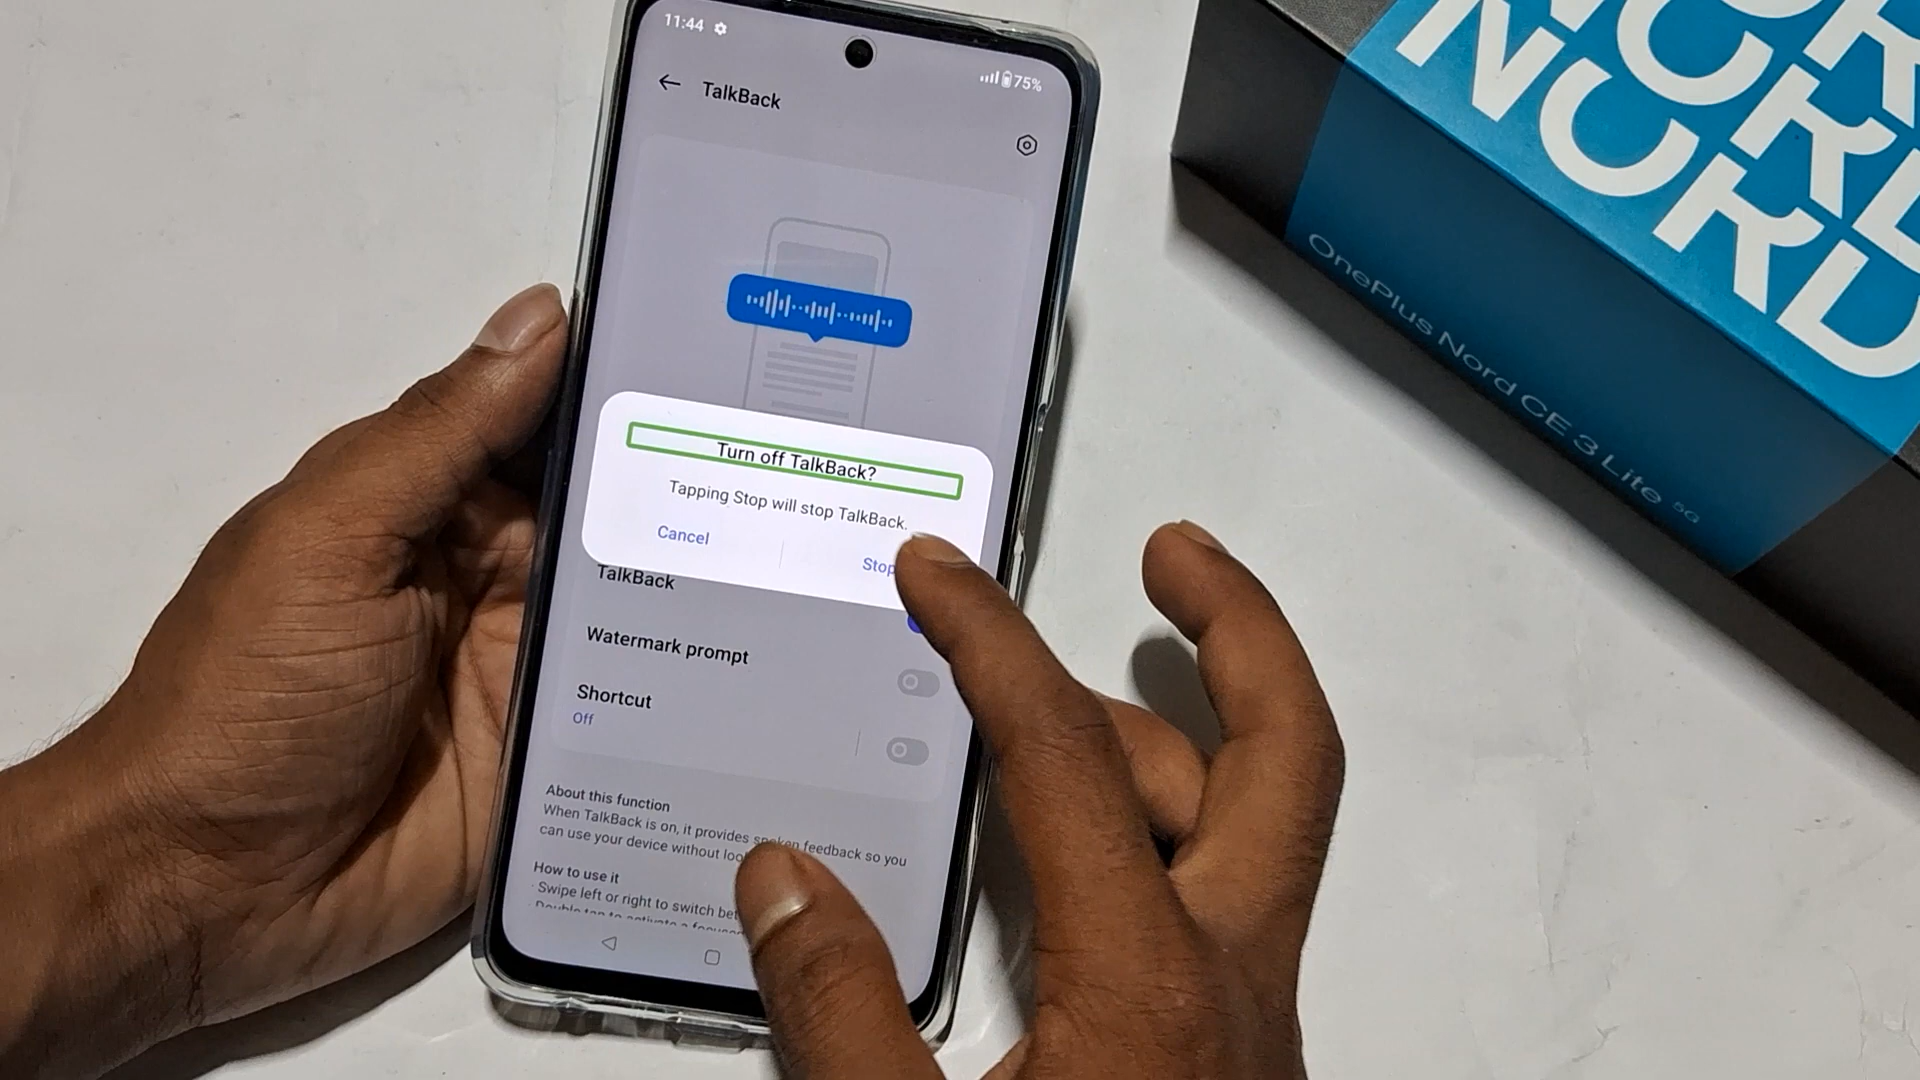 11:44
75%
TalkBack
Turn off TalkBack?
Tapping Stop will stop TalkBack.
Cancel
Stop
TalkBack
Watermark prompt
Shortcut
Off
About this function
When TalkBack is on, it provides spoken feedback so you
can use your device without
How to use it
· Swipe left or right to switch
NORD
NORD
OnePlus Nord CE 3 Lite 5G